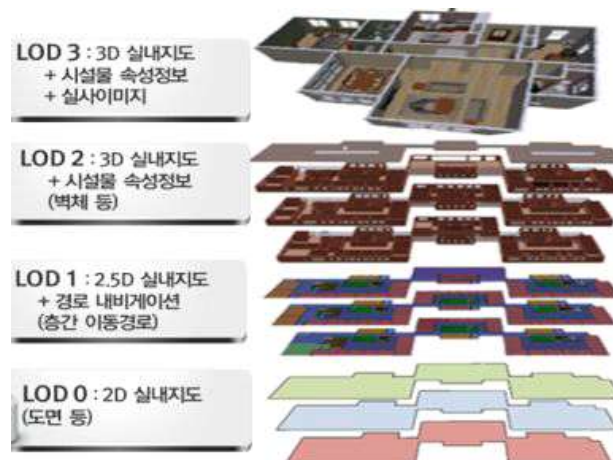 LOD 3 : 3D 실내지도
+ 시설물 속성정보
+ 실사이미지
LOD 2 : 3D 실내지도
+ 시설물 속성정보
(벽체 등)
LOD 1 : 2.5D 실내지도
+ 경로 내비게이션
(층간 이동경로)
LOD 0 : 2D 실내지도
(도면 등)